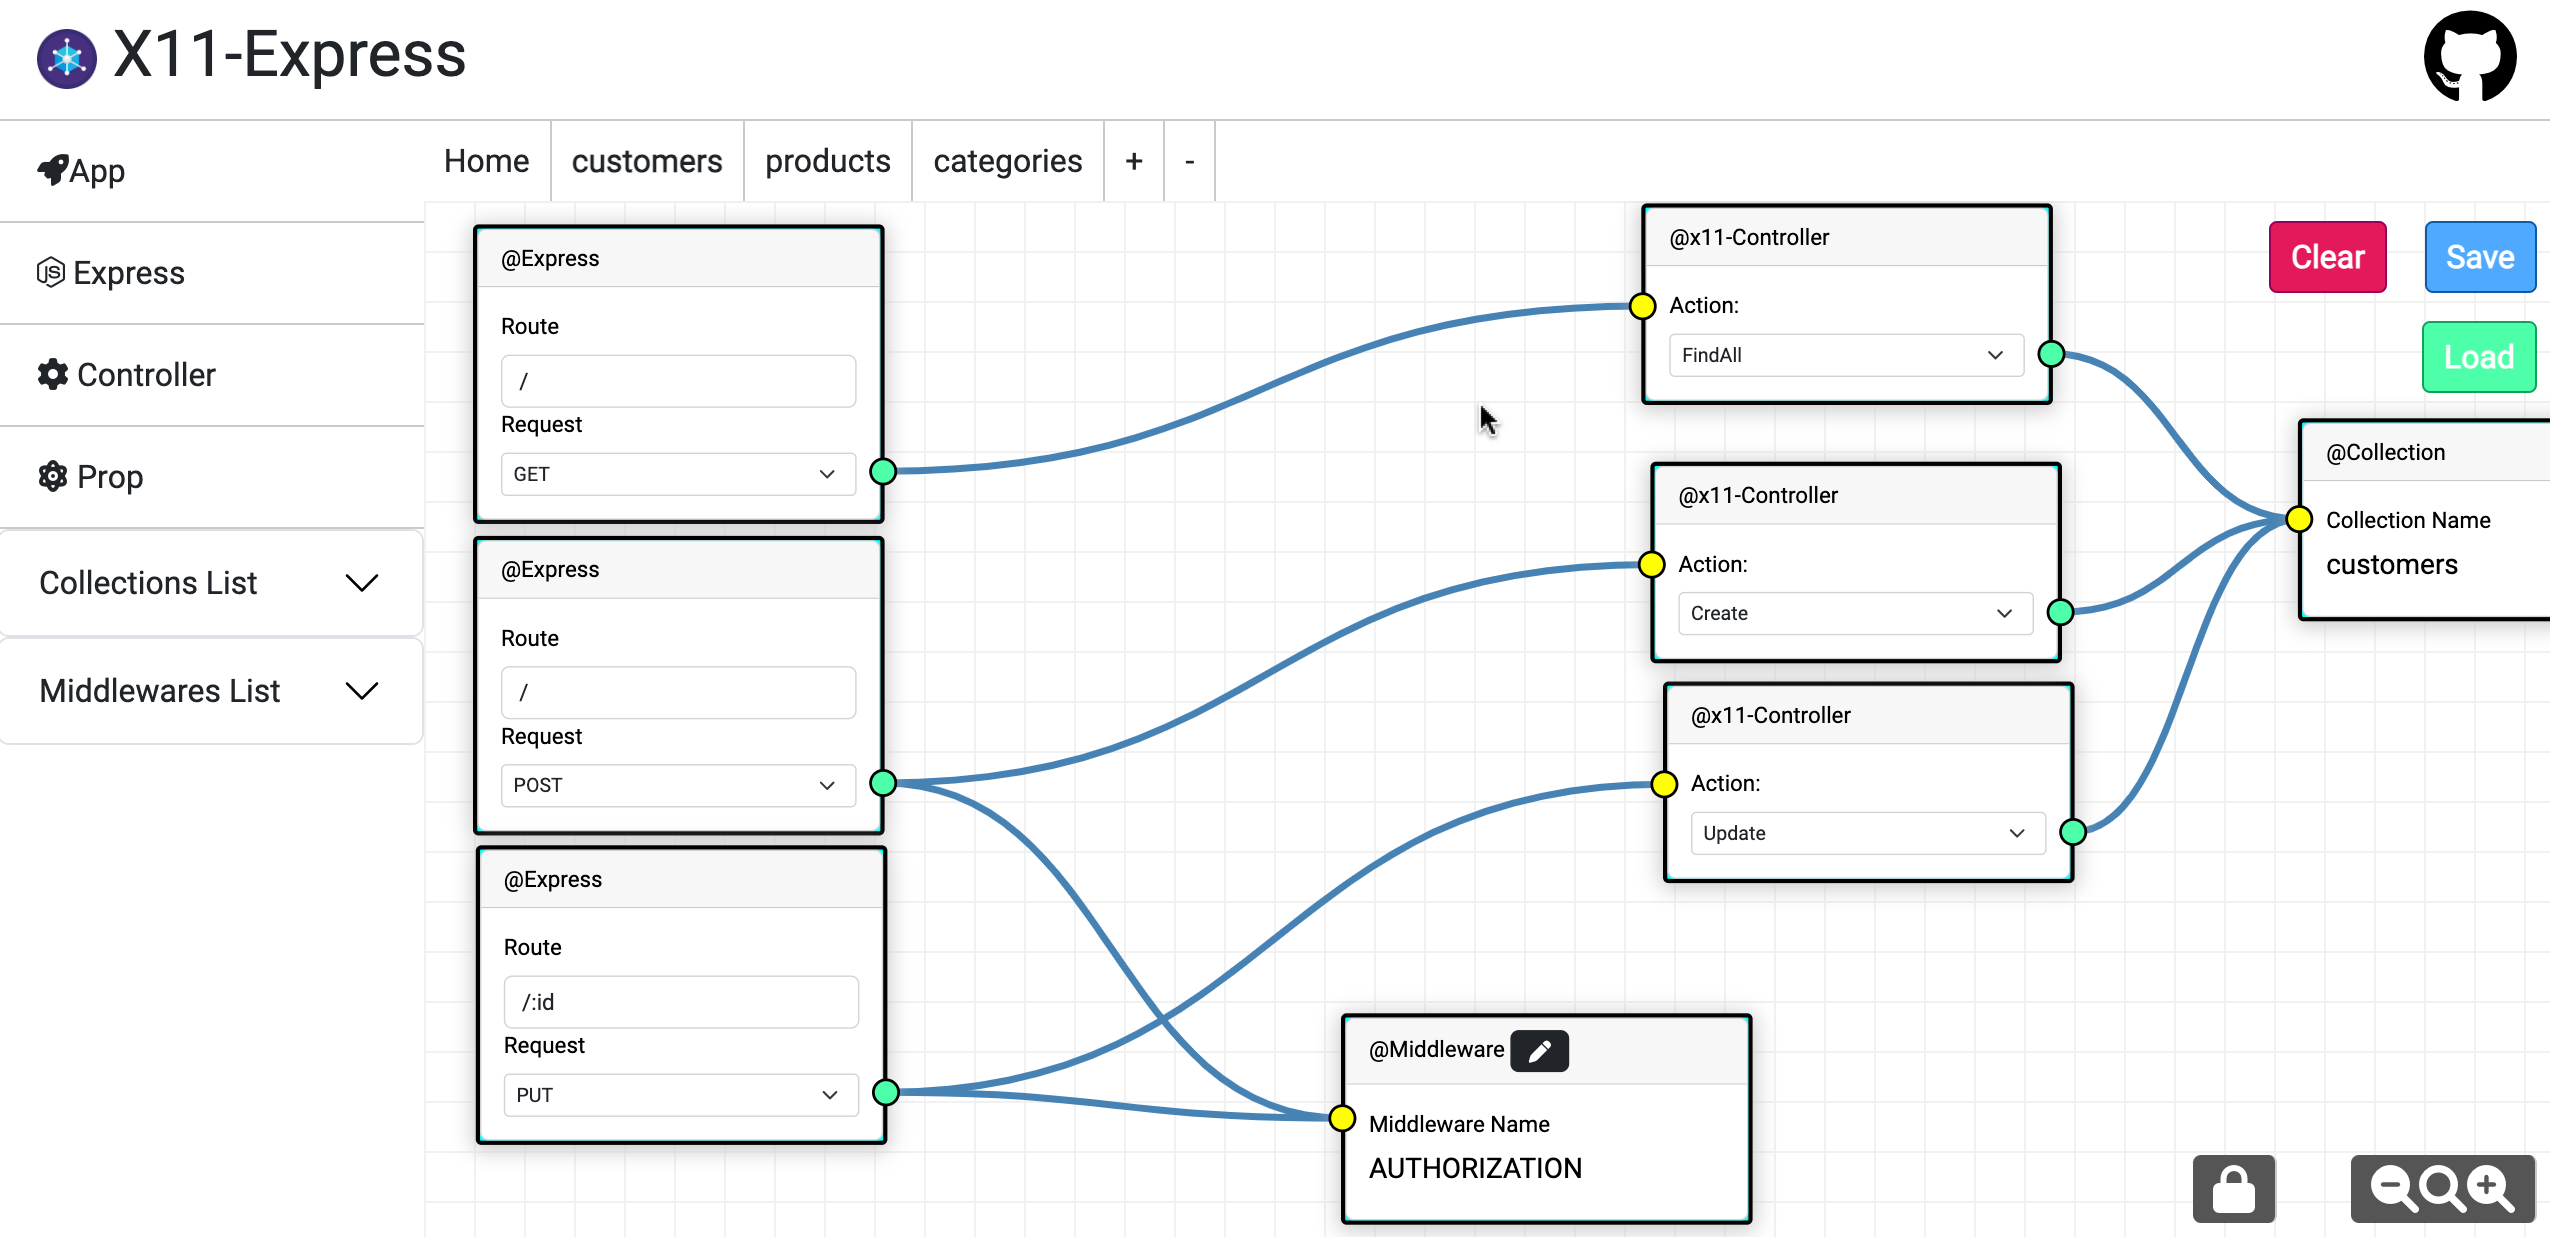 X11-Express
App
Express
Controller
Prop
Collections List
Middlewares List
Home
customers
products
categories
+
-
@Express
Route
/
Request
GET
@Express
Route
/
Request
POST
@Express
Route
/:id
Request
PUT
@x11-Controller
Action:
FindAll
@x11-Controller
Action:
Create
@x11-Controller
Action:
Update
@Middleware
Middleware Name
AUTHORIZATION
@Collection
Collection Name
customers
Clear
Save
Load